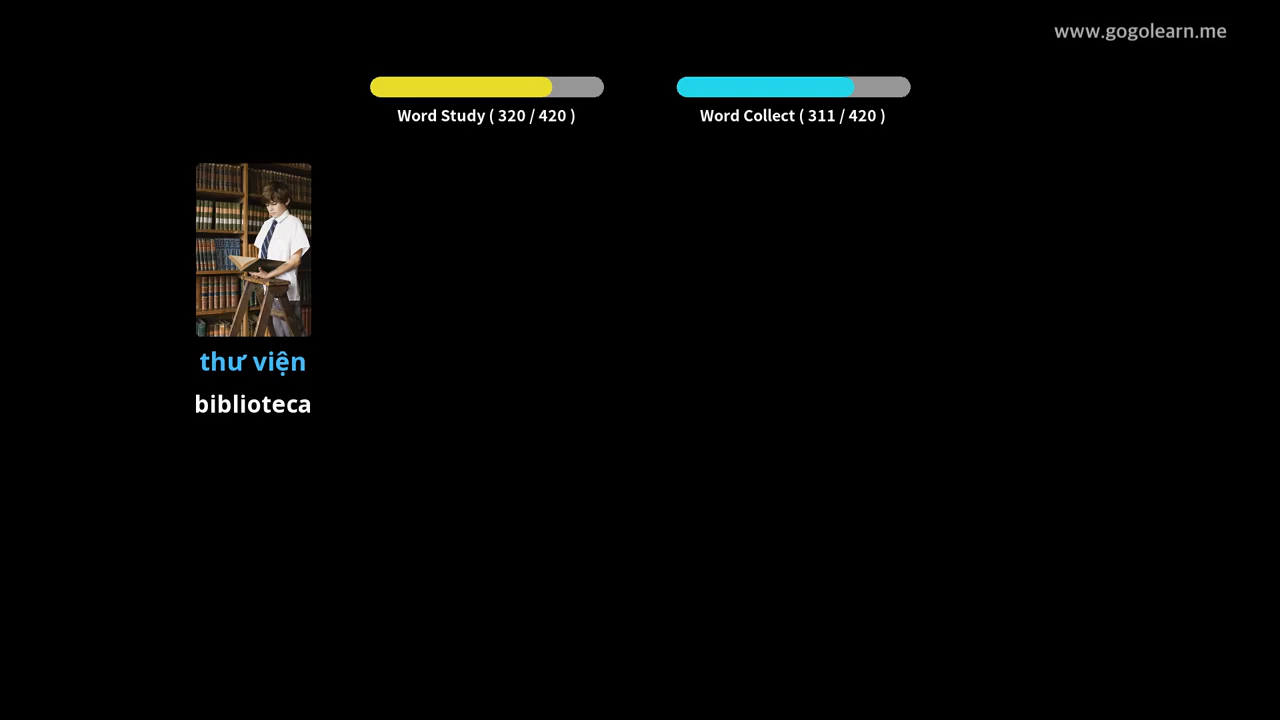 www.gogolearn.me
Word Study ( 320 / 420 )
Word Collect ( 311 / 420 )
thư viện
biblioteca